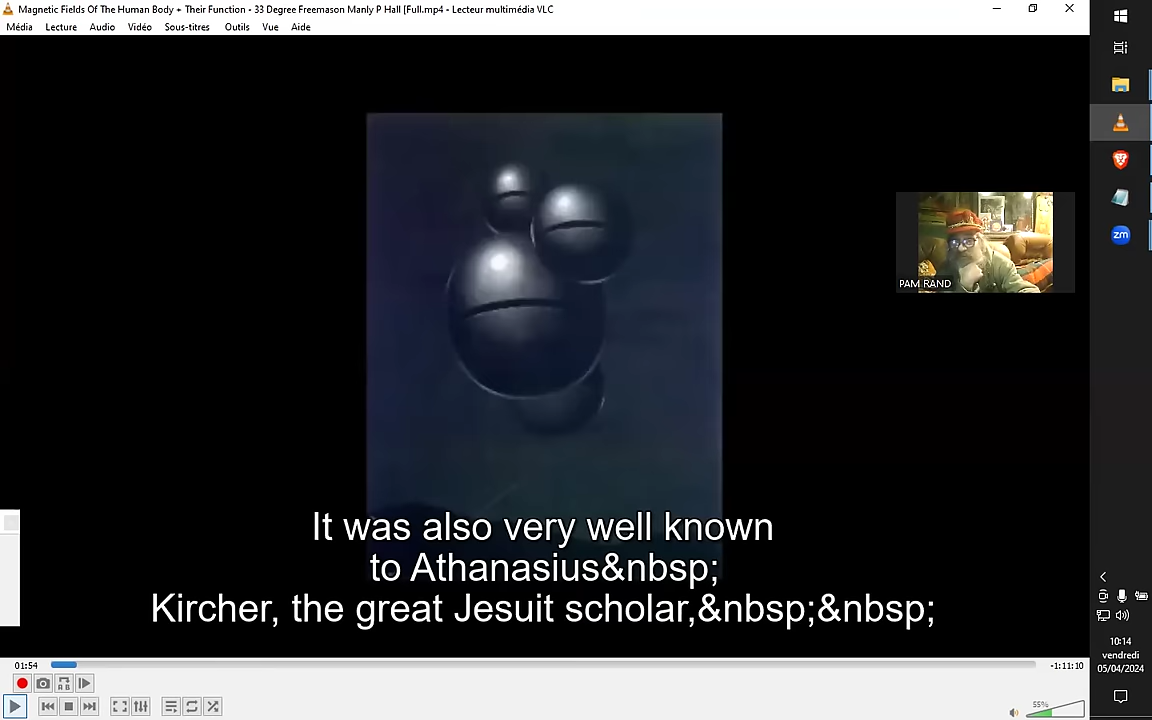 Magnetic Fields Of The Human Body + Their Function - 33 Degree Freemason Manly P Hall [Full.mp4 - Lecteur multimédia VLC
Média Lecture Audio Vidéo Sous-titres Outils Vue Aide
PAM RAND
zm
It was also very well known
to Athanasius&nbsp;
Kircher, the great Jesuit scholar,&nbsp;&nbsp;
01:54
-1:11:10
55%
10:14
vendredi
05/04/2024